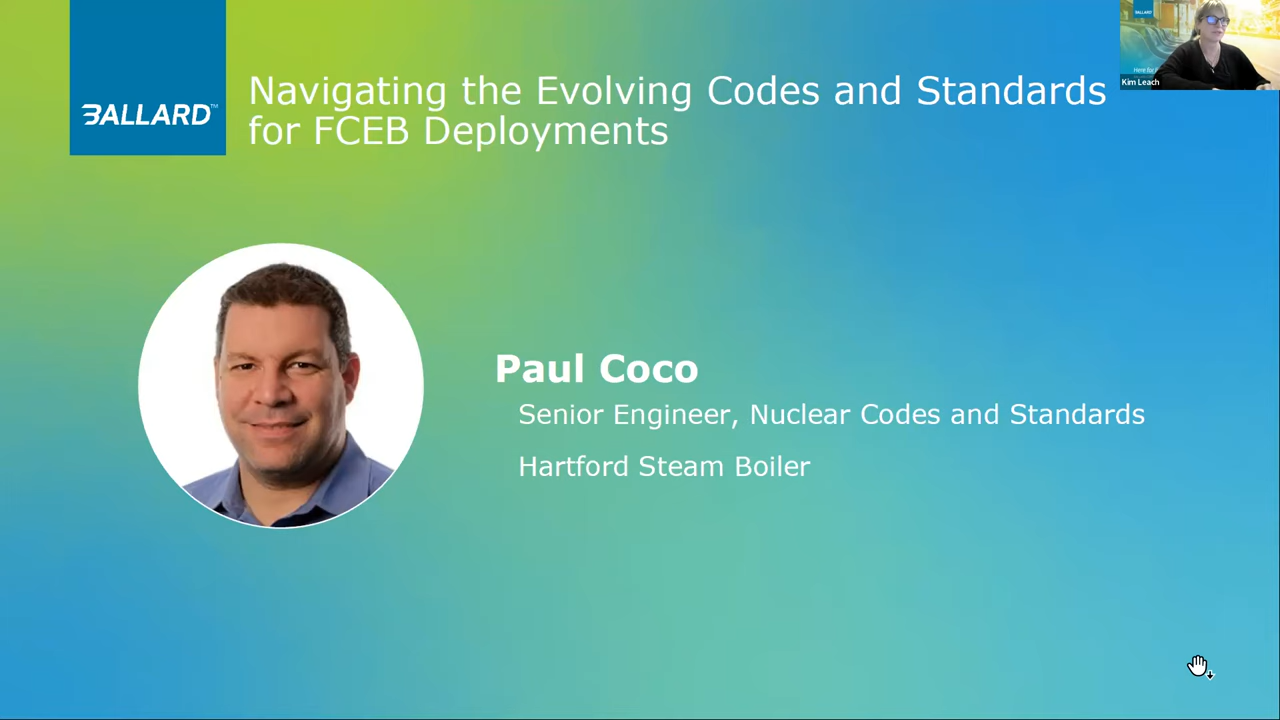 BALLARD™
Navigating the Evolving Codes and Standards
for FCEB Deployments
BALLARD
Kim Leach
Paul Coco
Senior Engineer, Nuclear Codes and Standards
Hartford Steam Boiler